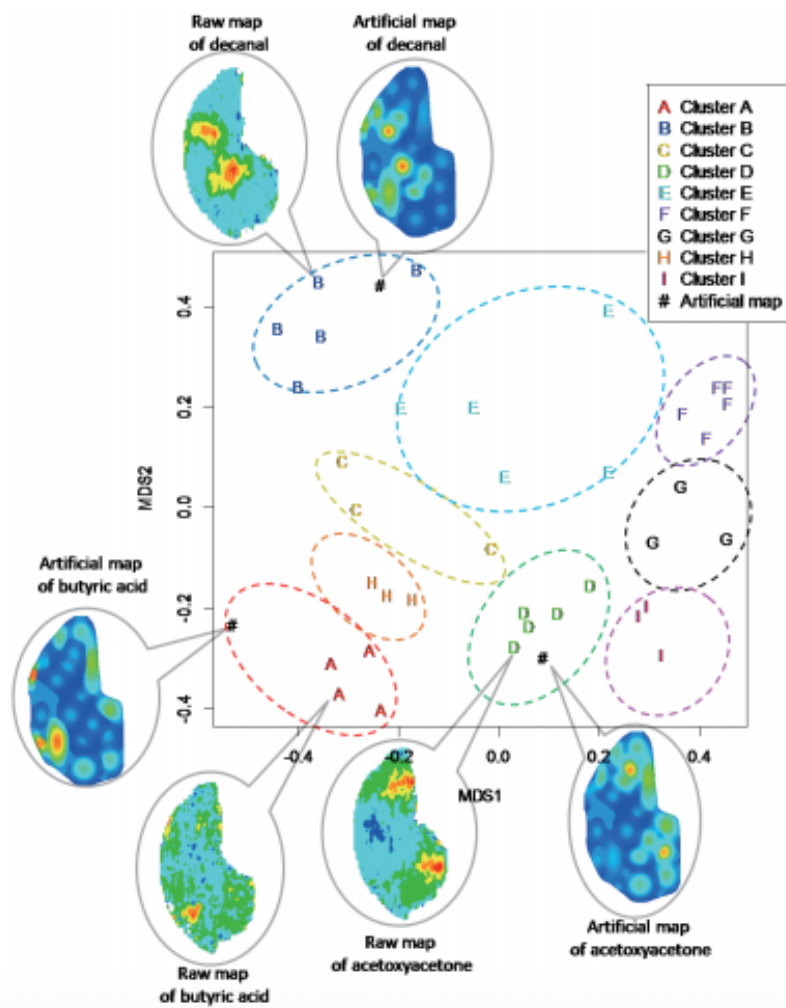 Raw map
of decanal
Artificial map
of decanal
A Cluster A
B Cluster B
C Cluster C
D Cluster D
E Cluster E
F Cluster F
G Cluster G
H Cluster H
I Cluster I
# Artificial map
B
#
B
B
B
B
E
E
E
E
E
F F
F
F
F
C
C
C
G
G
G
H
H
H
D
D
D
D
D
#
I
I
I
#
A
A
A
A
0.4
0.2
0.0
-0.2
-0.4
MDS2
-0.4
-0.2
0.0
0.2
0.4
MDS1
Artificial map
of butyric acid
Raw map
of butyric acid
Raw map
of acetoxyacetone
Artificial map
of acetoxyacetone